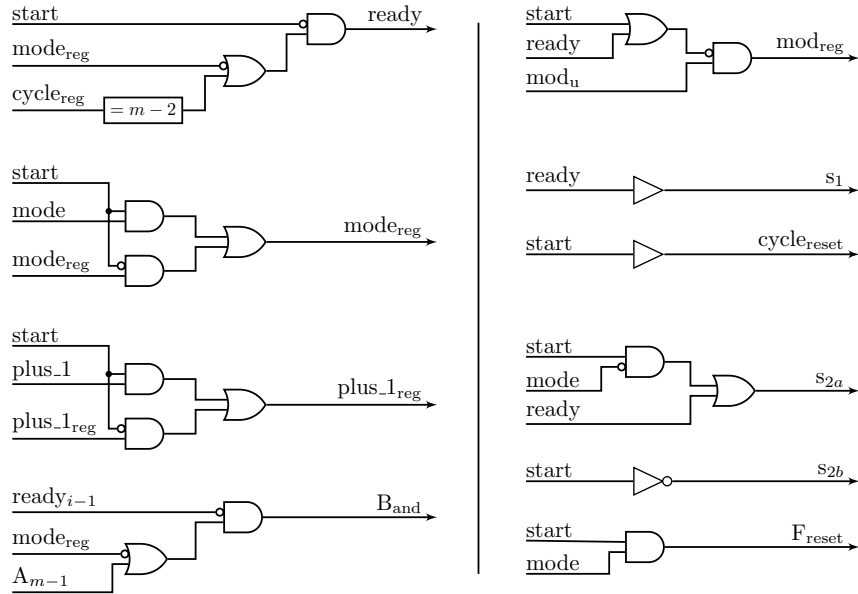 start
ready
mode_reg
cycle_reg
= m − 2
start
mode
mode_reg
mode_reg
start
plus_1
plus_1_reg
plus_1_reg
ready_{i−1}
B_and
mode_reg
A_{m−1}
start
ready
mod_reg
mod_u
ready
s_1
start
cycle_reset
start
mode
s_{2a}
ready
start
s_{2b}
start
F_reset
mode